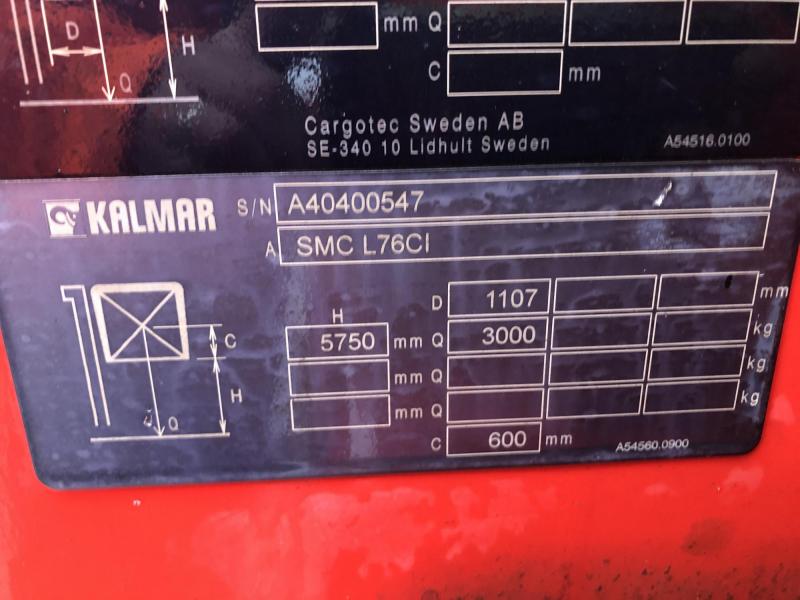 mm Q
D
H
Q
C mm
Cargotec Sweden AB
SE-340 10 Lidhult Sweden
A54516.0100
KALMAR
S/N A40400547
A SMC L76CI
H
D 1107 mm
5750 mm Q 3000 kg
C
mm Q kg
H
mm Q kg
Q
C 600 mm
A54560.0900